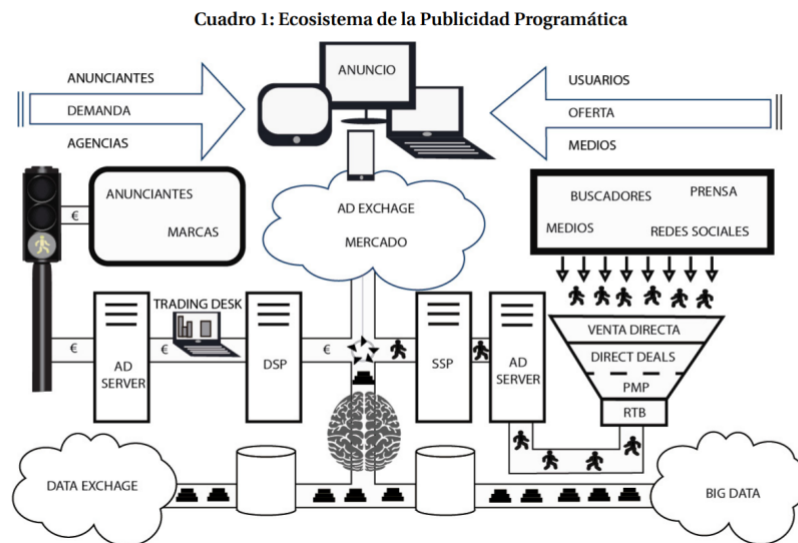 Cuadro 1: Ecosistema de la Publicidad Programática
ANUNCIANTES
DEMANDA
AGENCIAS
ANUNCIO
USUARIOS
OFERTA
MEDIOS
ANUNCIANTES
MARCAS
€
AD EXCHAGE
MERCADO
BUSCADORES
PRENSA
MEDIOS
REDES SOCIALES
€
AD
SERVER
€
TRADING DESK
DSP
€
SSP
AD
SERVER
VENTA DIRECTA
DIRECT DEALS
PMP
RTB
DATA EXCHAGE
BIG DATA